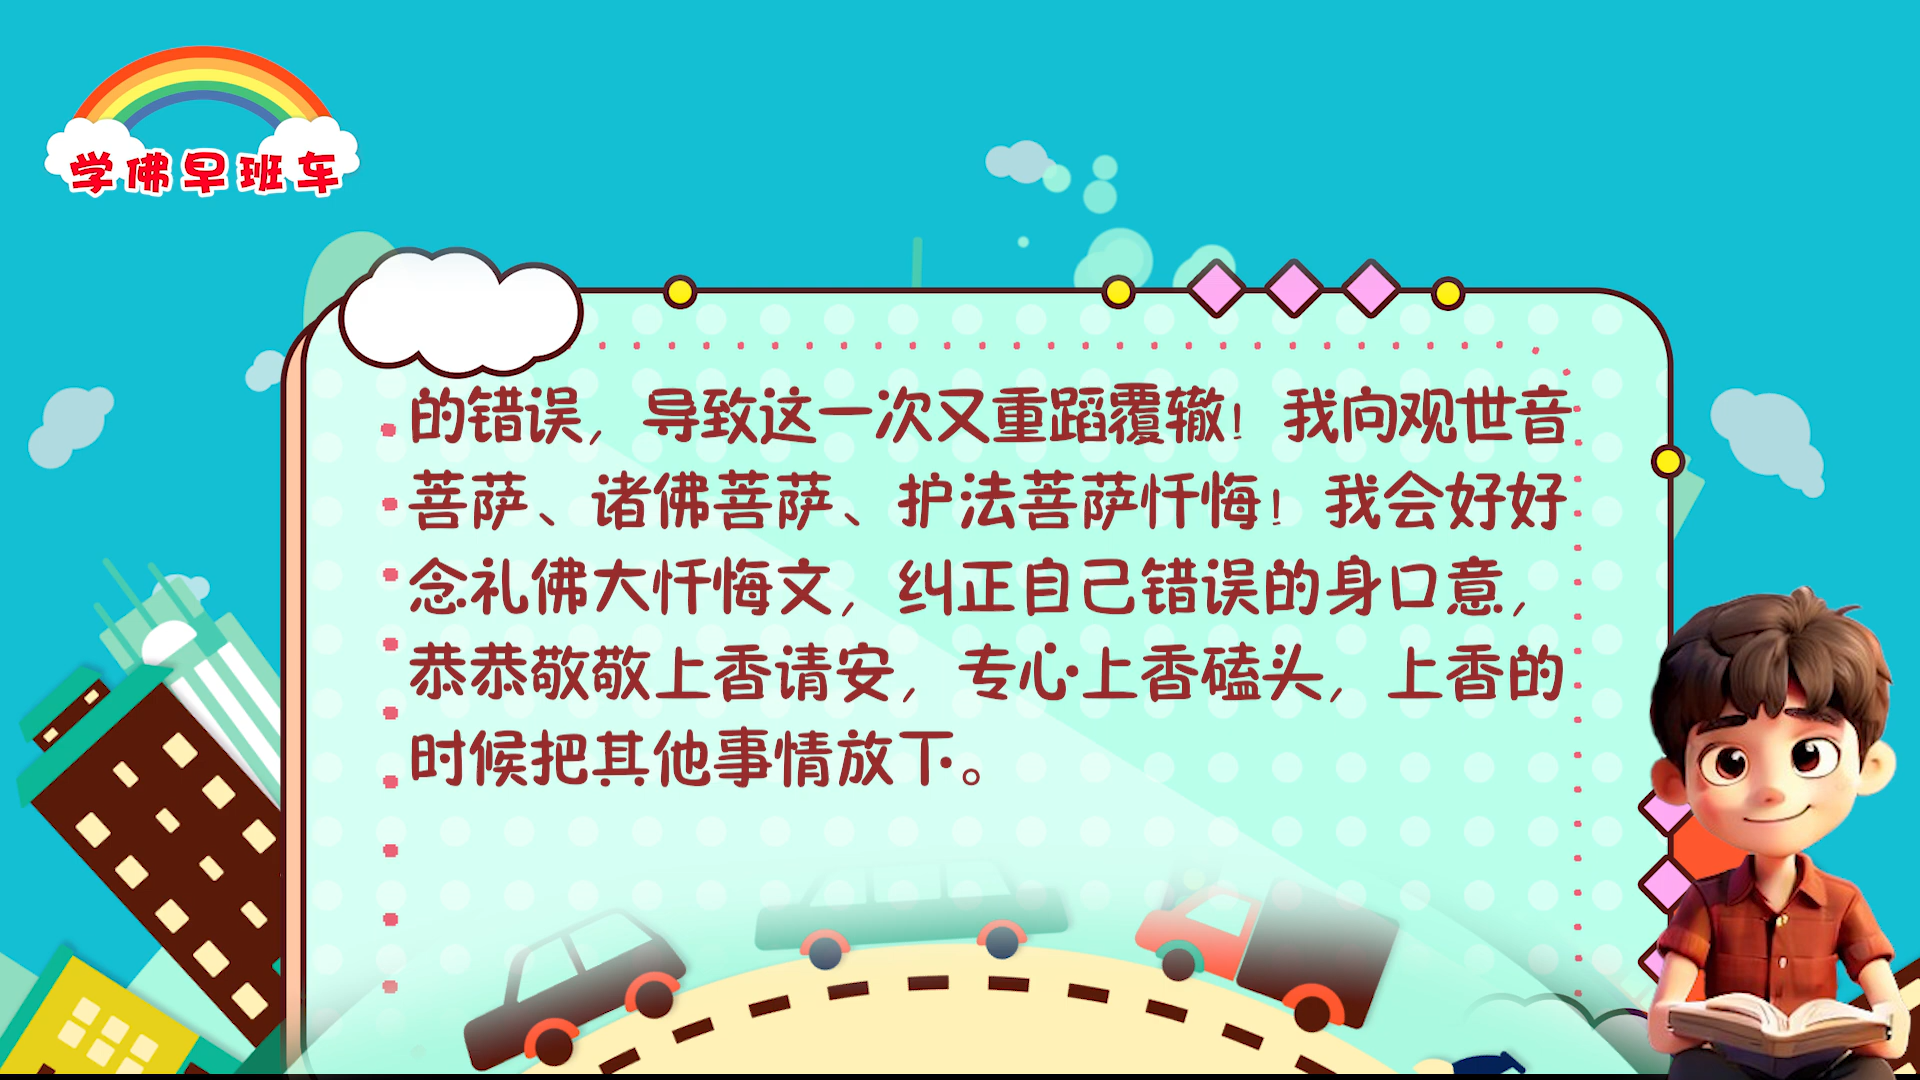 学佛早班车
的错误，导致这一次又重蹈覆辙！我向观世音
菩萨、诸佛菩萨、护法菩萨忏悔！我会好好
念礼佛大忏悔文，纠正自己错误的身口意，
恭恭敬敬上香请安，专心上香磕头，上香的
时候把其他事情放下。